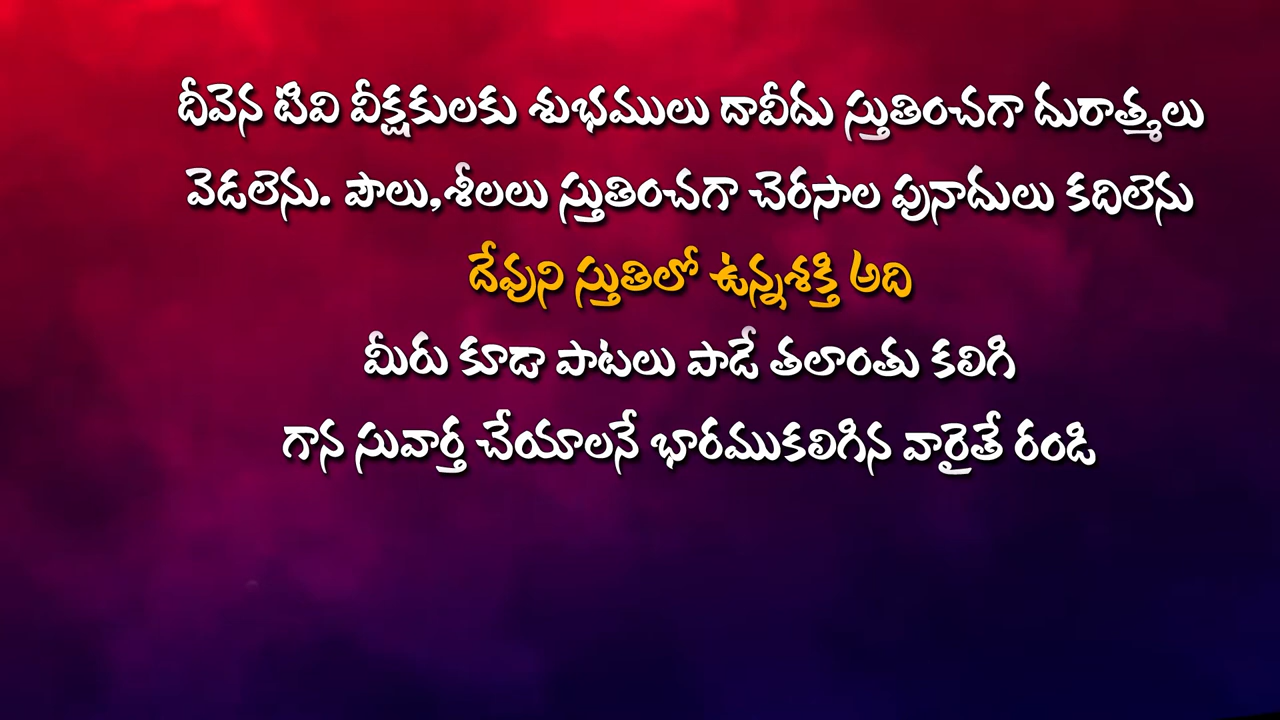 దీవెన టివి వీక్షకులకు శుభములు దావీదు స్తుతించగా దురాత్మలు
వెడలెను. పౌలు,శీలలు స్తుతించగా చెరసాల పునాదులు కదిలెను
దేవుని స్తుతిలో ఉన్నశక్తి అది
మీరు కూడా పాటలు పాడే తలాంతు కలిగి
గాన సువార్త చేయాలనే భారముకలిగిన వారైతే రండి